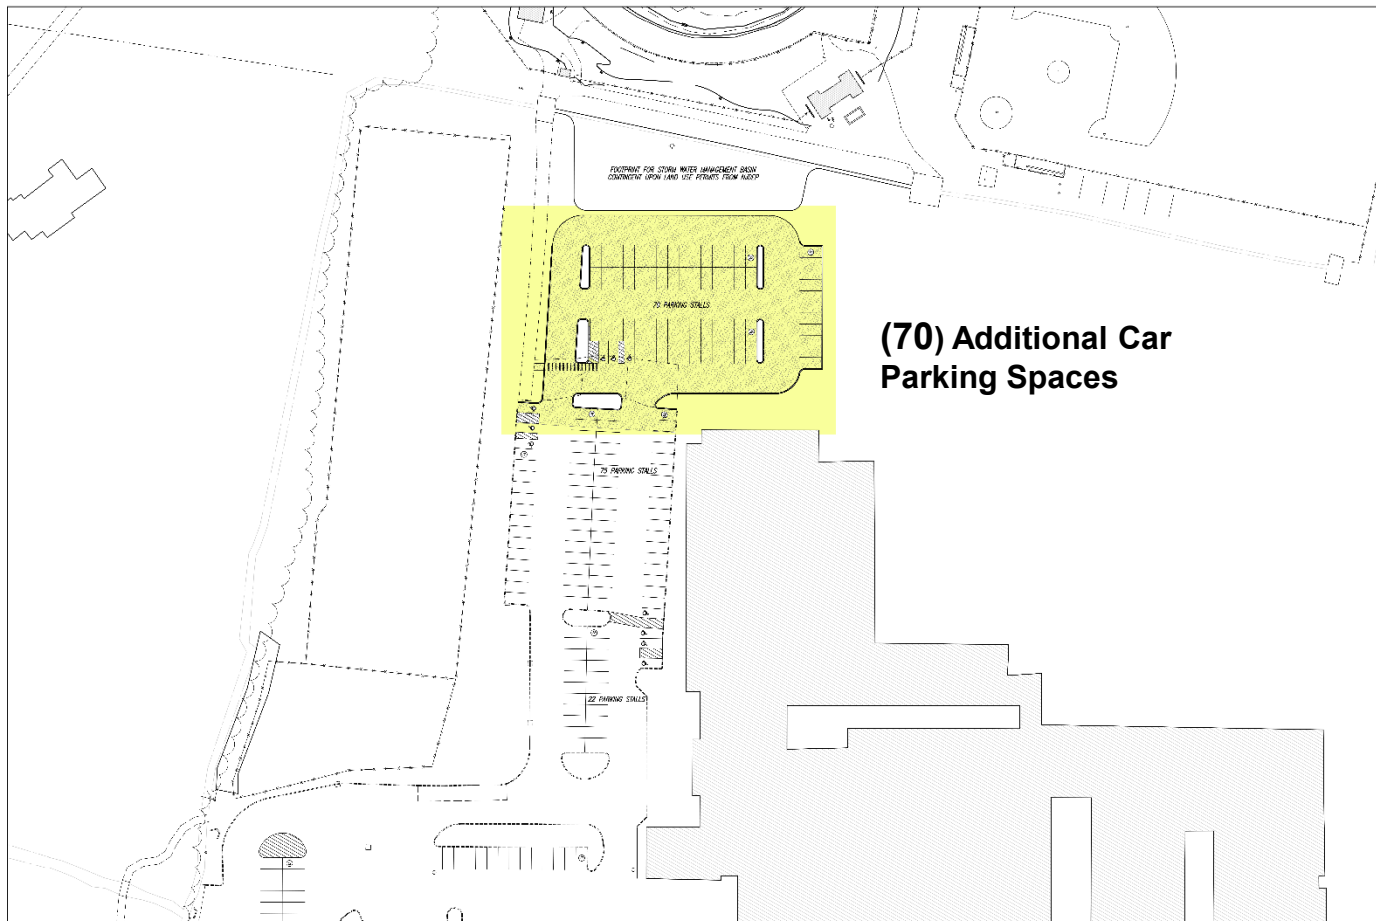 FOOTPRINT FOR STORM WATER MANAGEMENT BASIN
CONTINGENT UPON LAND USE PERMITS FROM NJDEP
70 PARKING STALLS
(70) Additional Car
Parking Spaces
75 PARKING STALLS
22 PARKING STALLS